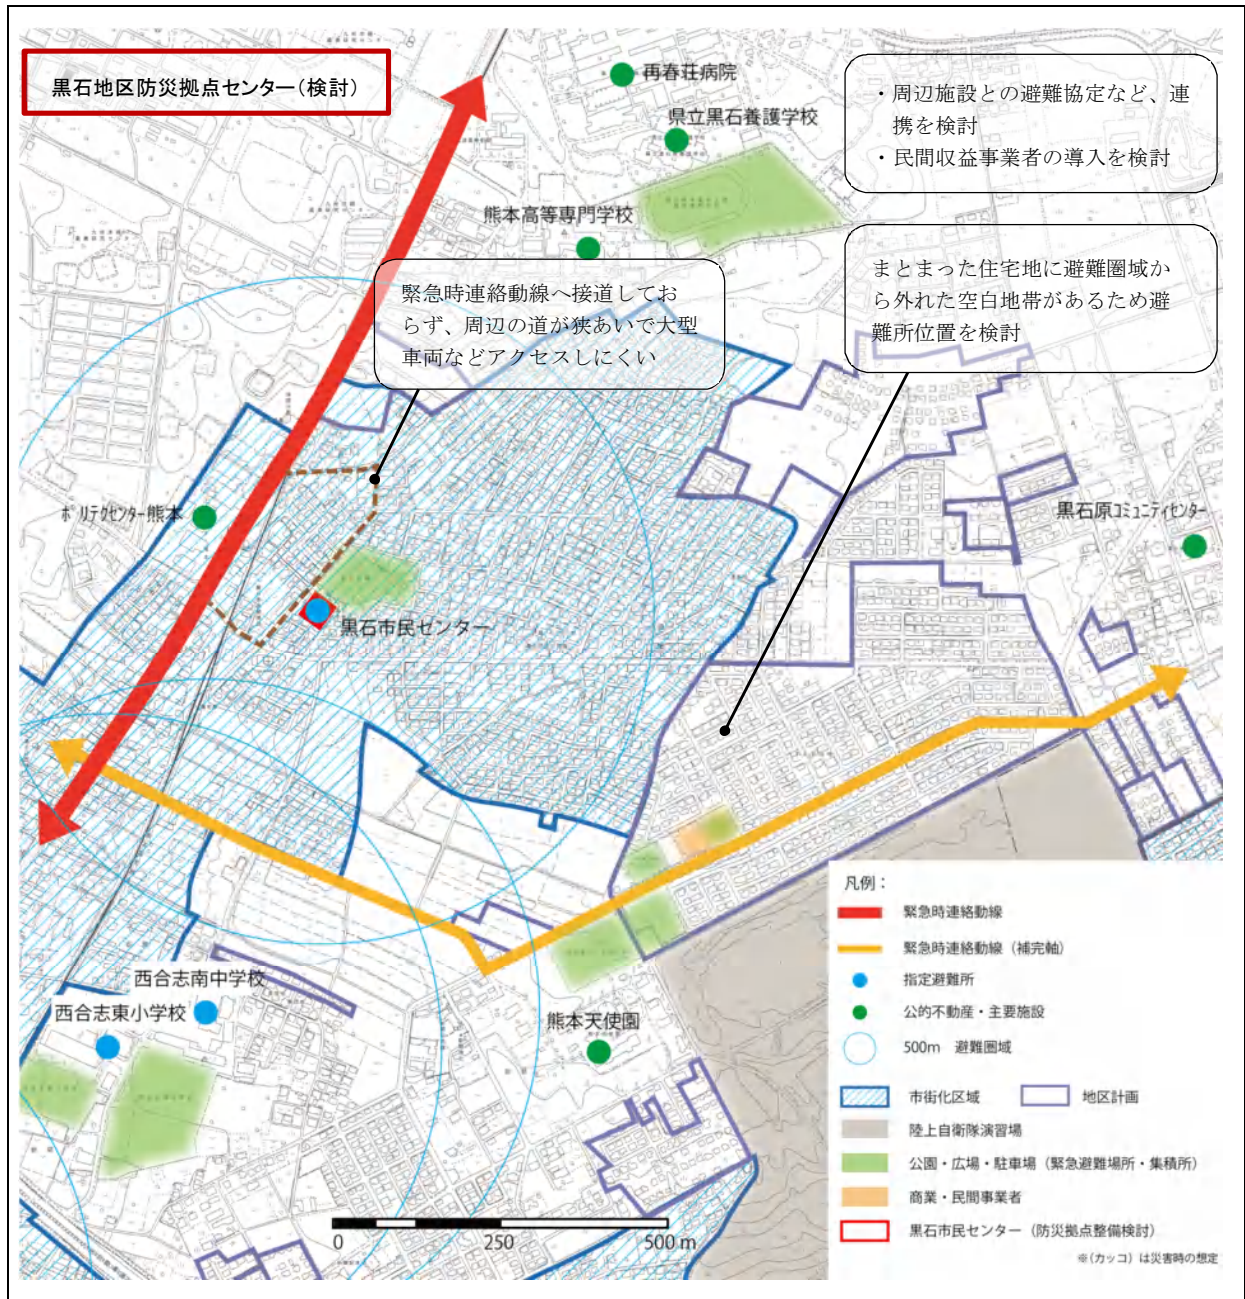 黒石地区防災拠点センター(検討)
再春荘病院
県立黒石養護学校
・周辺施設との避難協定など、連
携を検討
・民間収益事業者の導入を検討
熊本高等専門学校
緊急時連絡動線へ接道してお
らず、周辺の道が狭あいで大型
車両などアクセスしにくい
まとまった住宅地に避難圏域か
ら外れた空白地帯があるため避
難所位置を検討
ポリテクセンター熊本
黒石原コミュニティセンター
黒石市民センター
西合志南中学校
西合志東小学校
熊本天使園
凡例:
緊急時連絡動線
緊急時連絡動線(補完軸)
指定避難所
公的不動産・主要施設
500m 避難圏域
市街化区域 地区計画
陸上自衛隊演習場
公園・広場・駐車場(緊急避難場所・集積所)
商業・民間事業者
黒石市民センター(防災拠点整備検討)
※(カッコ)は災害時の想定
0 250 500 m